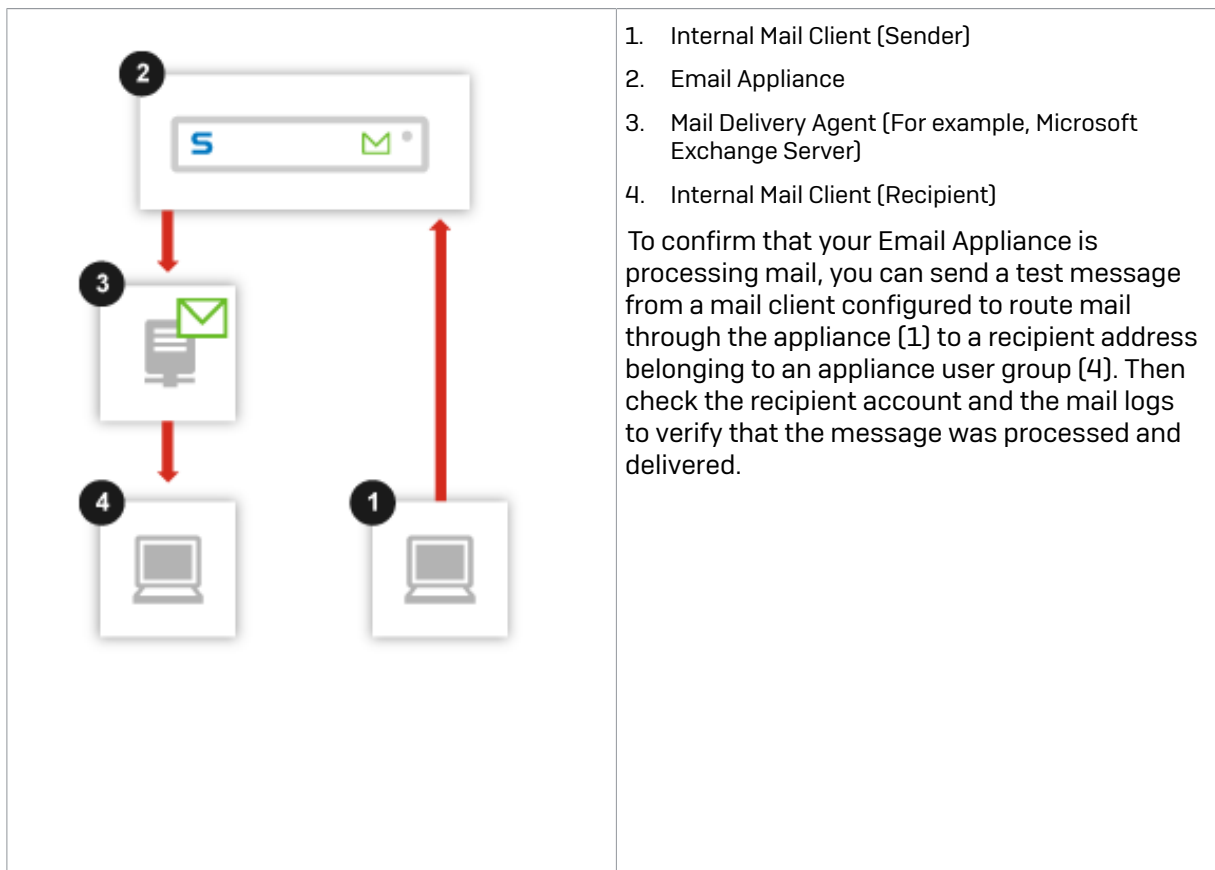 2
S
3
4
1
1. Internal Mail Client (Sender)
2. Email Appliance
3. Mail Delivery Agent (For example, Microsoft
Exchange Server)
4. Internal Mail Client (Recipient)
To confirm that your Email Appliance is
processing mail, you can send a test message
from a mail client configured to route mail
through the appliance (1) to a recipient address
belonging to an appliance user group (4). Then
check the recipient account and the mail logs
to verify that the message was processed and
delivered.